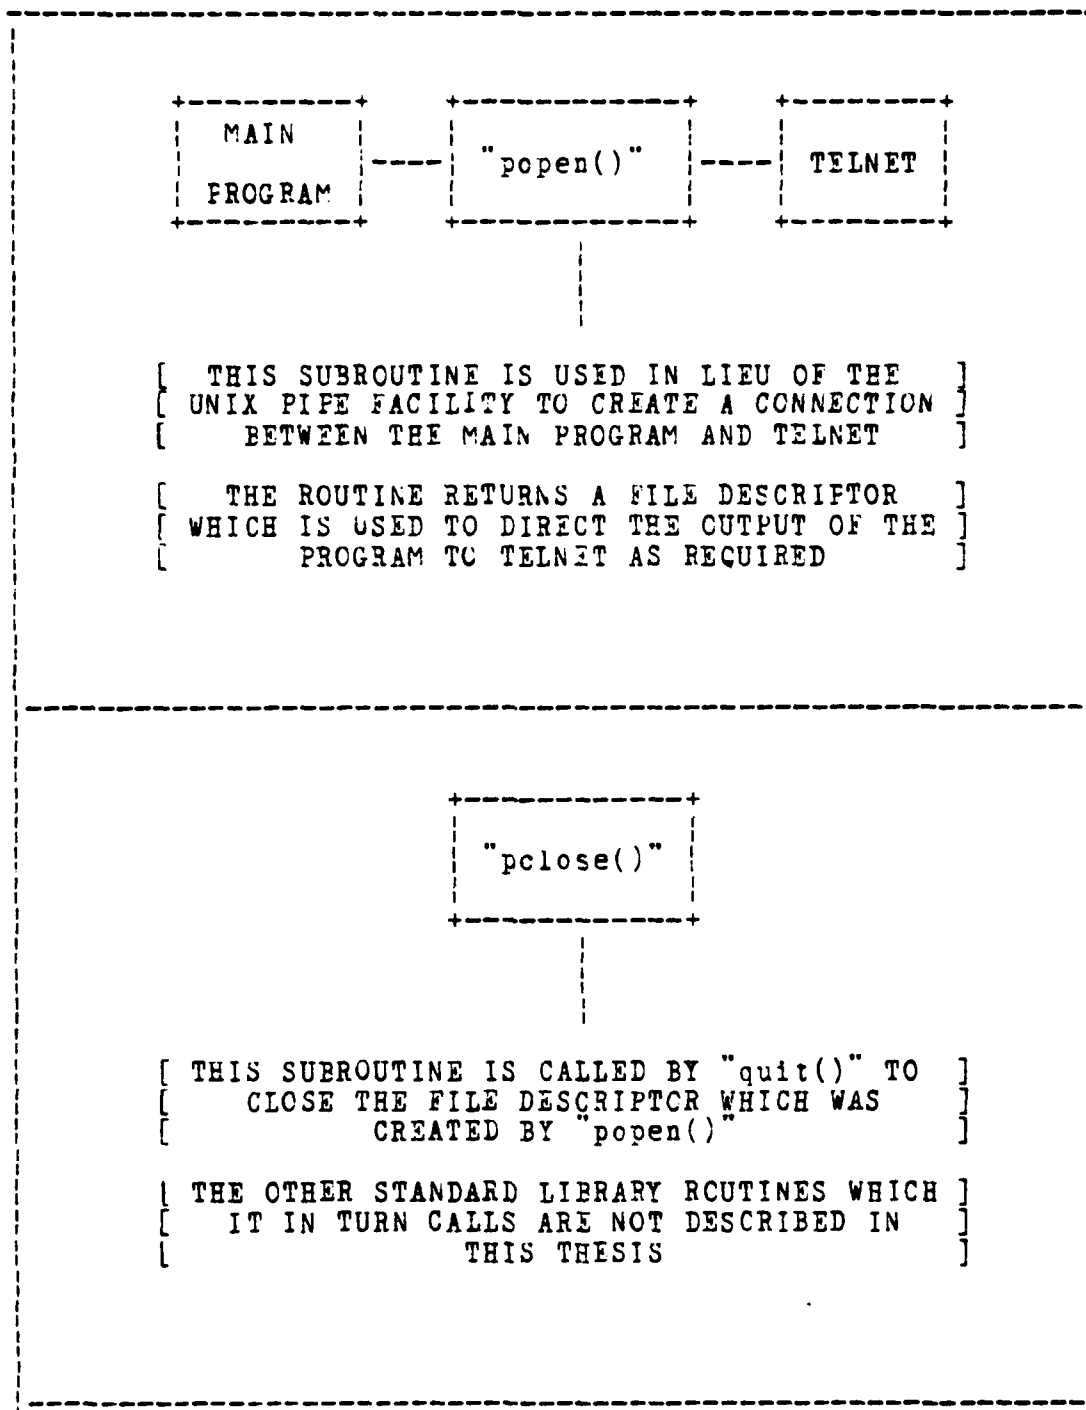 MAIN
PROGRAM
"popen()"
TELNET
[ THIS SUBROUTINE IS USED IN LIEU OF THE ]
[ UNIX PIPE FACILITY TO CREATE A CONNECTION ]
[ BETWEEN THE MAIN PROGRAM AND TELNET ]
[ THE ROUTINE RETURNS A FILE DESCRIPTOR ]
[ WHICH IS USED TO DIRECT THE OUTPUT OF THE ]
[ PROGRAM TO TELNET AS REQUIRED ]
"pclose()"
[ THIS SUBROUTINE IS CALLED BY "quit()" TO ]
[ CLOSE THE FILE DESCRIPTOR WHICH WAS ]
[ CREATED BY "popen()" ]
[ THE OTHER STANDARD LIBRARY ROUTINES WHICH ]
[ IT IN TURN CALLS ARE NOT DESCRIBED IN ]
[ THIS THESIS ]